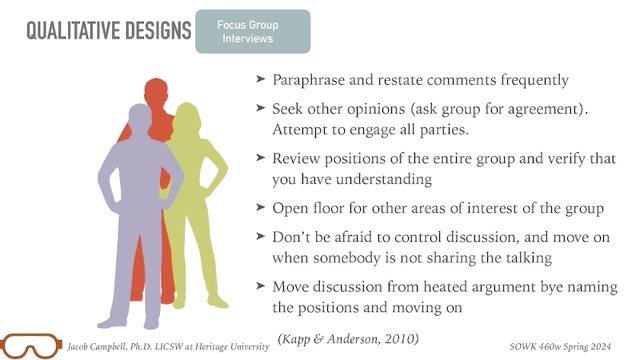 QUALITATIVE DESIGNS
Focus Group
Interviews
➤ Paraphrase and restate comments frequently
➤ Seek other opinions (ask group for agreement).
Attempt to engage all parties.
➤ Review positions of the entire group and verify that
you have understanding
➤ Open floor for other areas of interest of the group
➤ Don't be afraid to control discussion, and move on
when somebody is not sharing the talking
➤ Move discussion from heated argument bye naming
the positions and moving on
(Kapp & Anderson, 2010)
Jacob Campbell, Ph.D. LICSW at Heritage University
SOWK 460w Spring 2024